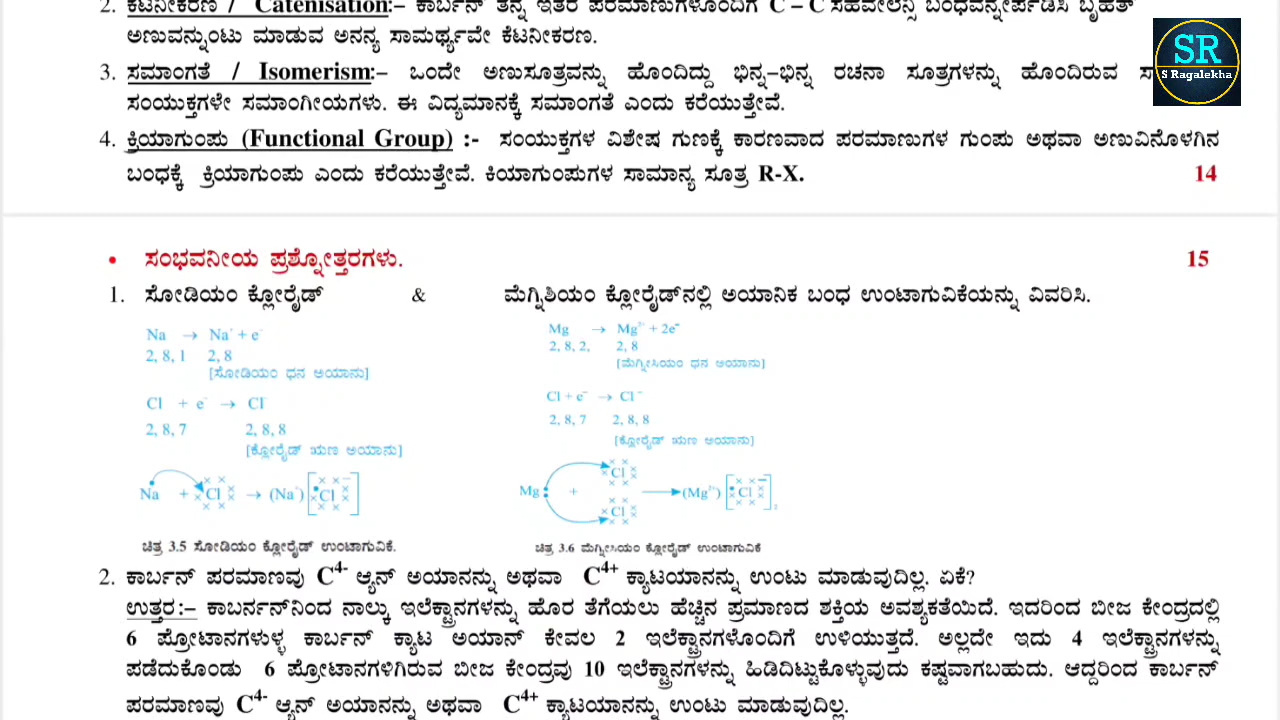 2. ಕೆಟನೀಕರಣ / Catenisation:– ಕಾರ್ಬನ್ ತನ್ನ ಇತರ ಪರಮಾಣುಗಳೊಂದಿಗೆ C – C ಸಹವೇಲೆನ್ಸಿ ಬಂಧವನ್ನೇರ್ಪಡಿಸಿ ಬೃಹತ್
ಅಣುವನ್ನುಂಟು ಮಾಡುವ ಅನನ್ಯ ಸಾಮರ್ಥ್ಯವೇ ಕೆಟನೀಕರಣ.
SR
S Ragalekha
3. ಸಮಾಂಗತೆ / Isomerism:– ಒಂದೇ ಅಣುಸೂತ್ರವನ್ನು ಹೊಂದಿದ್ದು ಭಿನ್ನ–ಭಿನ್ನ ರಚನಾ ಸೂತ್ರಗಳನ್ನು ಹೊಂದಿರುವ
ಸಂಯುಕ್ತಗಳೇ ಸಮಾಂಗೀಯಗಳು. ಈ ವಿದ್ಯಮಾನಕ್ಕೆ ಸಮಾಂಗತೆ ಎಂದು ಕರೆಯುತ್ತೇವೆ.
4. ಕ್ರಿಯಾಗುಂಪು (Functional Group) :- ಸಂಯುಕ್ತಗಳ ವಿಶೇಷ ಗುಣಕ್ಕೆ ಕಾರಣವಾದ ಪರಮಾಣುಗಳ ಗುಂಪು ಅಥವಾ ಅಣುವಿನೊಳಗಿನ
ಬಂಧಕ್ಕೆ ಕ್ರಿಯಾಗುಂಪು ಎಂದು ಕರೆಯುತ್ತೇವೆ. ಕಿಯಾಗುಂಪುಗಳ ಸಾಮಾನ್ಯ ಸೂತ್ರ R-X. 14
• ಸಂಭವನೀಯ ಪ್ರಶ್ನೋತ್ತರಗಳು. 15
1. ಸೋಡಿಯಂ ಕ್ಲೋರೈಡ್ & ಮೆಗ್ನಿಶಿಯಂ ಕ್ಲೋರೈಡ್‌ನಲ್ಲಿ ಅಯಾನಿಕ ಬಂಧ ಉಂಟಾಗುವಿಕೆಯನ್ನು ವಿವರಿಸಿ.
Na → Na⁺ + e⁻
2, 8, 1 2, 8
[ಸೋಡಿಯಂ ಧನ ಅಯಾನು]
Cl + e⁻ → Cl⁻
2, 8, 7 2, 8, 8
[ಕ್ಲೋರೈಡ್ ಋಣ ಅಯಾನು]
Na + Cl → (Na⁺) [Cl]⁻
ಚಿತ್ರ 3.5 ಸೋಡಿಯಂ ಕ್ಲೋರೈಡ್ ಉಂಟಾಗುವಿಕೆ.
Mg → Mg²⁺ + 2e⁻
2, 8, 2, 2, 8
[ಮೆಗ್ನೀಸಿಯಂ ಧನ ಅಯಾನು]
Cl + e⁻ → Cl⁻
2, 8, 7 2, 8, 8
[ಕ್ಲೋರೈಡ್ ಋಣ ಅಯಾನು]
Cl
Mg + → (Mg²⁺) [Cl]⁻₂
Cl
ಚಿತ್ರ 3.6 ಮೆಗ್ನೀಸಿಯಂ ಕ್ಲೋರೈಡ್ ಉಂಟಾಗುವಿಕೆ
2. ಕಾರ್ಬನ್ ಪರಮಾಣವು C⁴⁻ ಆ್ಯನ್ ಅಯಾನನ್ನು ಅಥವಾ C⁴⁺ ಕ್ಯಾಟಯಾನನ್ನು ಉಂಟು ಮಾಡುವುದಿಲ್ಲ. ಏಕೆ?
ಉತ್ತರ:– ಕಾಬರ್ನನ್‌ನಿಂದ ನಾಲ್ಕು ಇಲೆಕ್ಟ್ರಾನಗಳನ್ನು ಹೊರ ತೆಗೆಯಲು ಹೆಚ್ಚಿನ ಪ್ರಮಾಣದ ಶಕ್ತಿಯ ಅವಶ್ಯಕತೆಯಿದೆ. ಇದರಿಂದ ಬೀಜ ಕೇಂದ್ರದಲ್ಲಿ
6 ಪ್ರೋಟಾನಗಳುಳ್ಳ ಕಾರ್ಬನ್ ಕ್ಯಾಟ ಅಯಾನ್ ಕೇವಲ 2 ಇಲೆಕ್ಟ್ರಾನಗಳೊಂದಿಗೆ ಉಳಿಯುತ್ತದೆ. ಅಲ್ಲದೇ ಇದು 4 ಇಲೆಕ್ಟ್ರಾನಗಳನ್ನು
ಪಡೆದುಕೊಂಡು 6 ಪ್ರೋಟಾನಗಳಿಗಿರುವ ಬೀಜ ಕೇಂದ್ರವು 10 ಇಲೆಕ್ಟ್ರಾನಗಳನ್ನು ಹಿಡಿದಿಟ್ಟುಕೊಳ್ಳುವುದು ಕಷ್ಟವಾಗಬಹುದು. ಆದ್ದರಿಂದ ಕಾರ್ಬನ್
ಪರಮಾಣವು C⁴⁻ ಆ್ಯನ್ ಅಯಾನನ್ನು ಅಥವಾ C⁴⁺ ಕ್ಯಾಟಯಾನನ್ನು ಉಂಟು ಮಾಡುವುದಿಲ್ಲ.